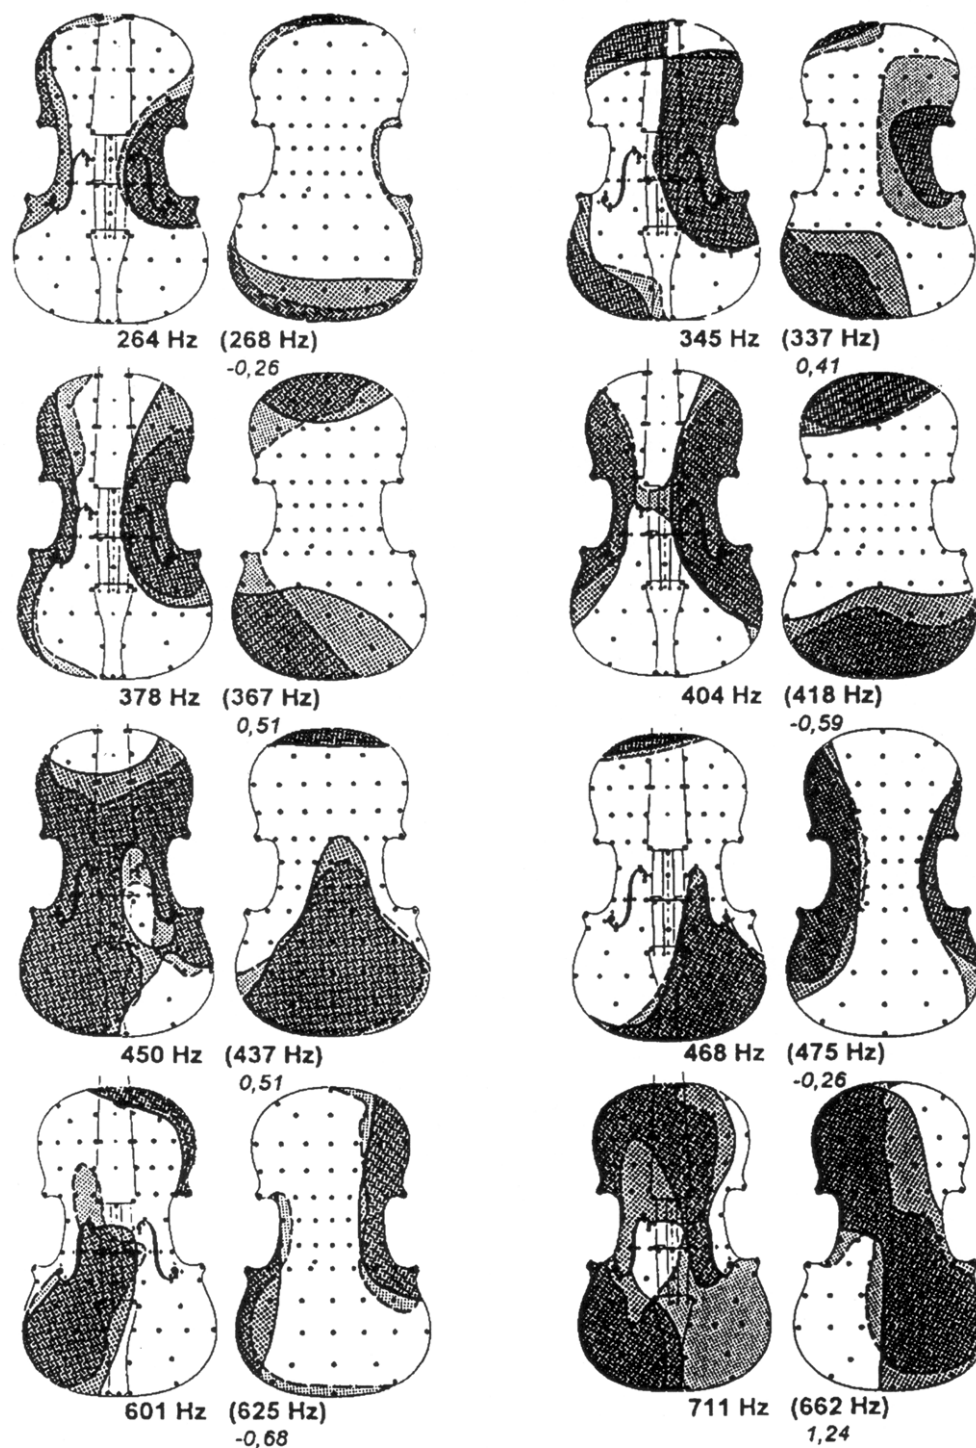 264 Hz (268 Hz)
-0,26
345 Hz (337 Hz)
0,41
378 Hz (367 Hz)
0,51
404 Hz (418 Hz)
-0,59
450 Hz (437 Hz)
0,51
468 Hz (475 Hz)
-0,26
601 Hz (625 Hz)
-0,68
711 Hz (662 Hz)
1,24